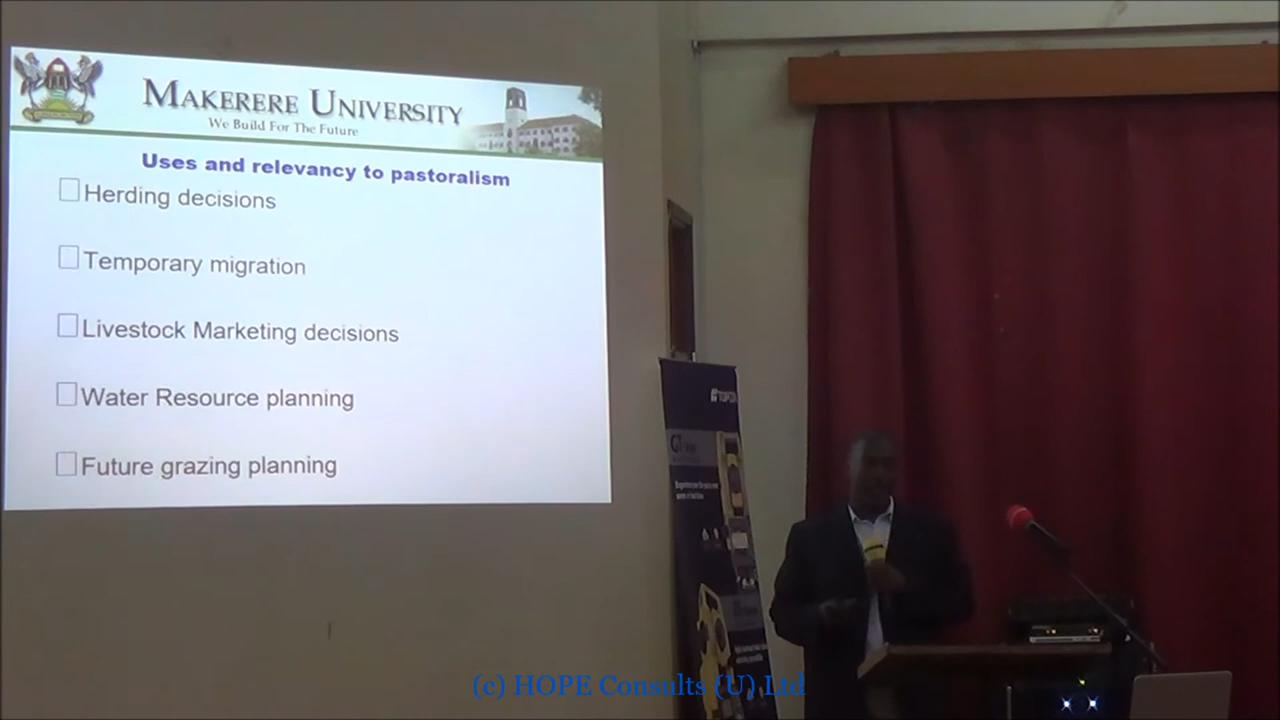 MAKERERE UNIVERSITY
We Build For The Future
Uses and relevancy to pastoralism
Herding decisions
Temporary migration
Livestock Marketing decisions
Water Resource planning
Future grazing planning
TOPCON
(c) HOPE Consults (U) Ltd